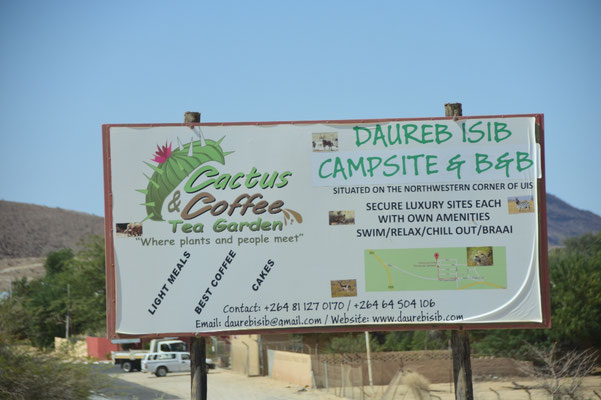 Cactus
& Coffee
Tea Garden
"Where plants and people meet"
LIGHT MEALS
BEST COFFEE
CAKES
DAUREB ISIB
CAMPSITE & B&B
SITUATED ON THE NORTHWESTERN CORNER OF UIS
SECURE LUXURY SITES EACH
WITH OWN AMENITIES
SWIM/RELAX/CHILL OUT/BRAAI
Contact: +264 81 127 0170 / +264 64 504 106
Email: daurebisib@gmail.com / Website: www.daurebisib.com